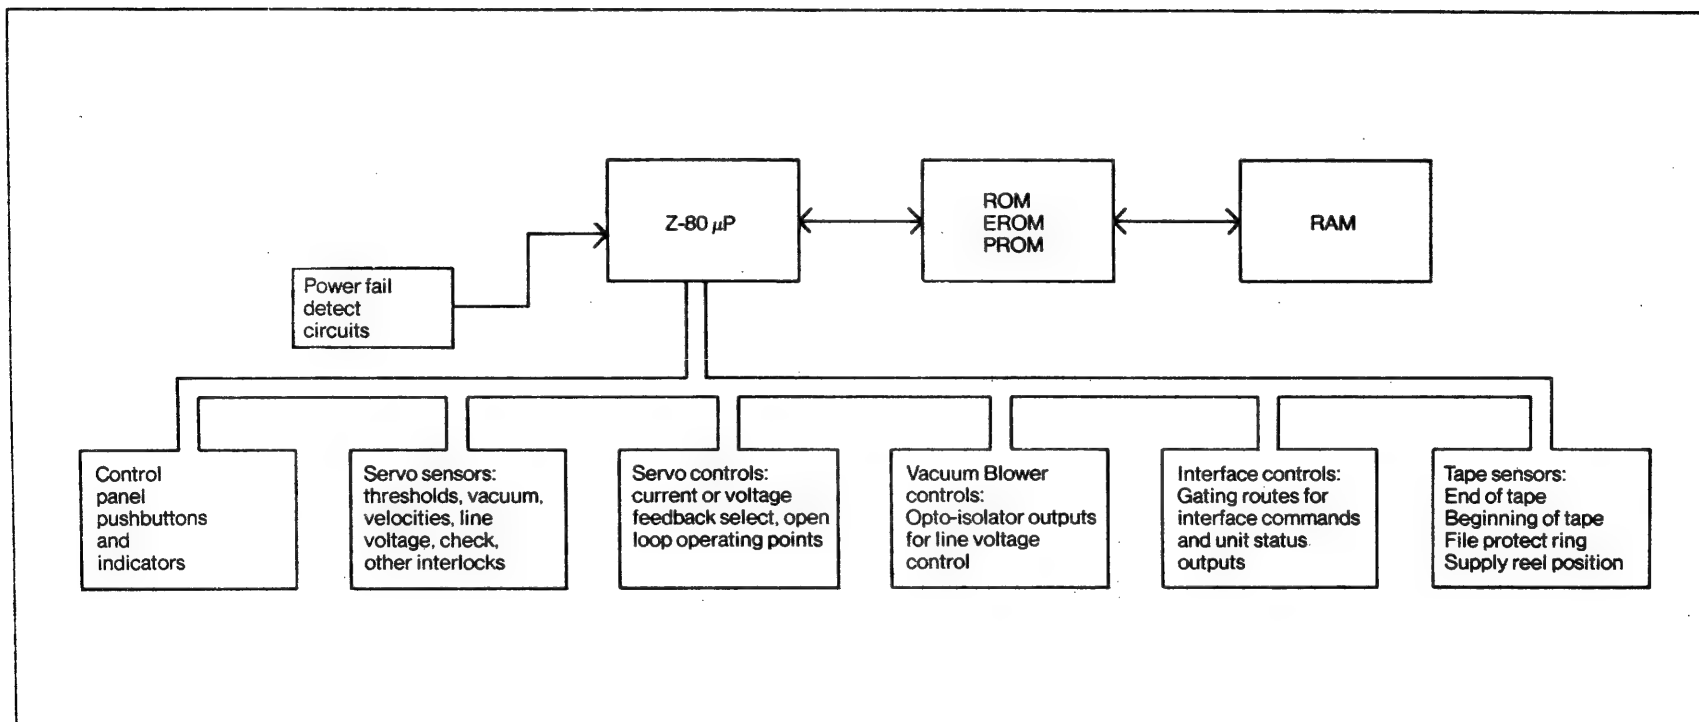 Z-80 μP
ROM
EROM
PROM
RAM
Power fail
detect
circuits
Control
panel
pushbuttons
and
indicators
Servo sensors:
thresholds, vacuum,
velocities, line
voltage, check,
other interlocks
Servo controls:
current or voltage
feedback select, open
loop operating points
Vacuum Blower
controls:
Opto-isolator outputs
for line voltage
control
Interface controls:
Gating routes for
interface commands
and unit status
outputs
Tape sensors:
End of tape
Beginning of tape
File protect ring
Supply reel position